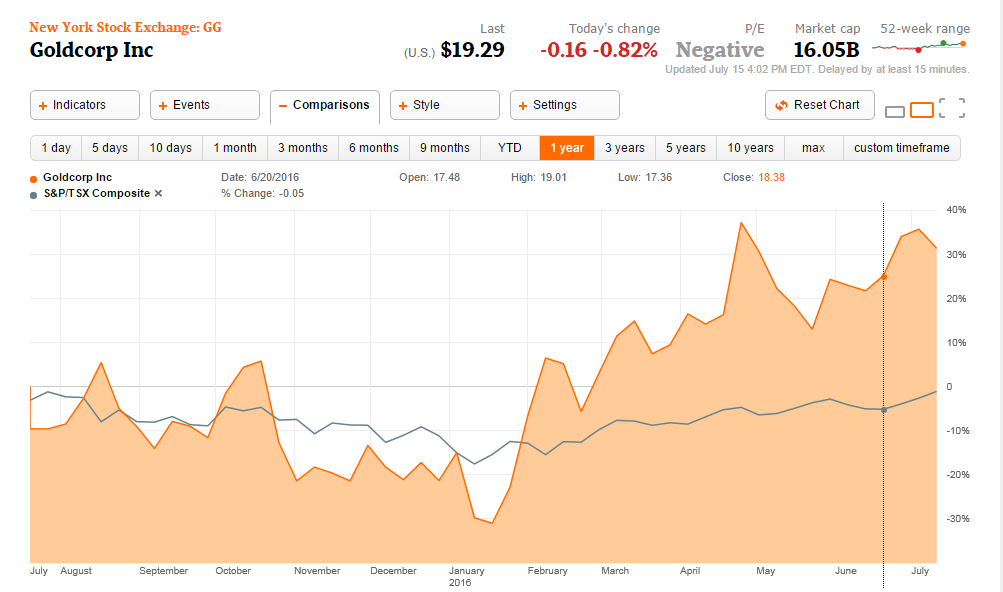 New York Stock Exchange: GG
Goldcorp Inc
Last
(U.S.) $19.29
Today's change
-0.16 -0.82%
P/E
Negative
Market cap
16.05B
52-week range
Updated July 15 4:02 PM EDT. Delayed by at least 15 minutes.
+ Indicators
+ Events
– Comparisons
+ Style
+ Settings
Reset Chart
1 day 5 days 10 days 1 month 3 months 6 months 9 months YTD 1 year 3 years 5 years 10 years max custom timeframe
Goldcorp Inc Date: 6/20/2016 Open: 17.48 High: 19.01 Low: 17.36 Close: 18.38
S&P/TSX Composite ✕ % Change: -0.05
40%
30%
20%
10%
0
-10%
-20%
-30%
July August September October November December January February March April May June July
2016